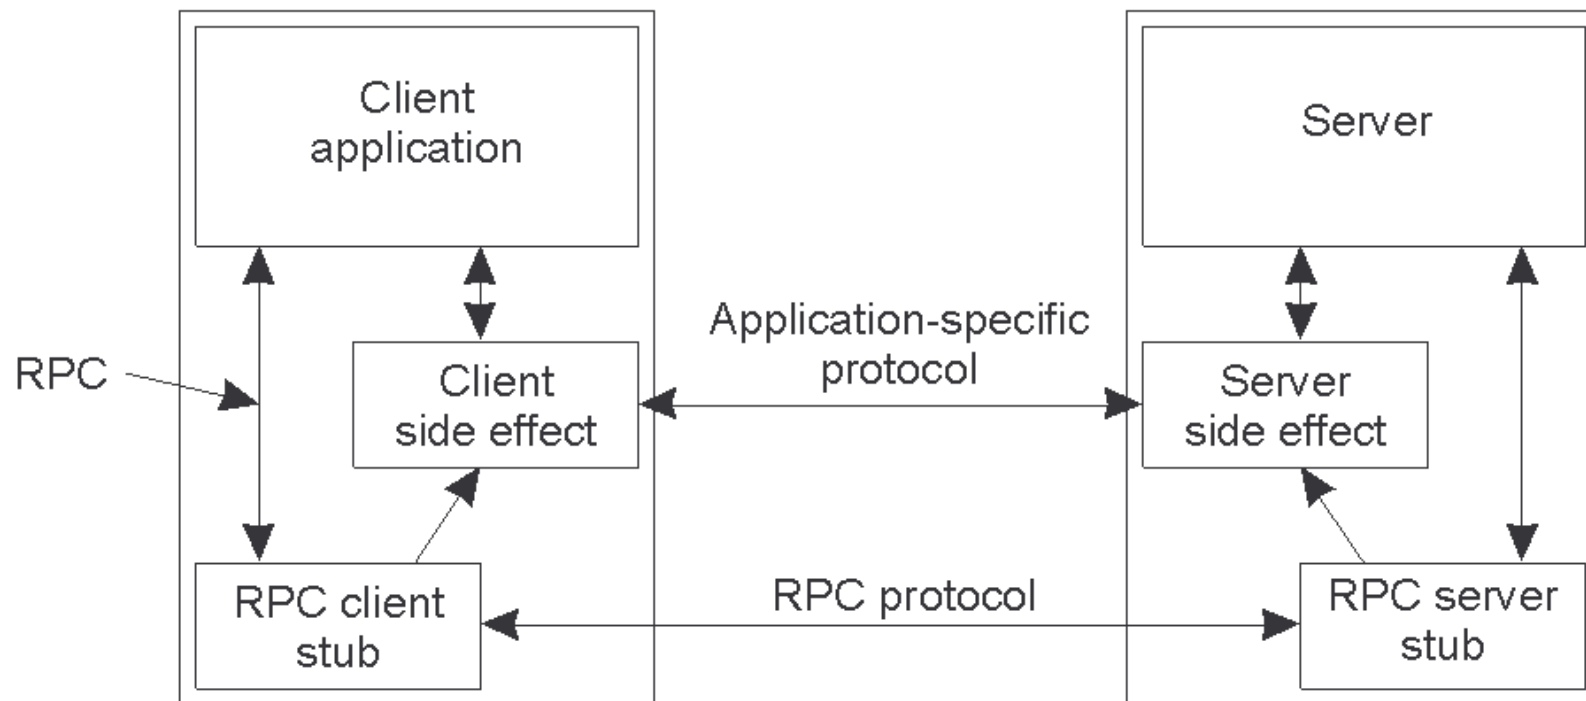 Client
application
Server
RPC
Application-specific
protocol
Client
side effect
Server
side effect
RPC client
stub
RPC protocol
RPC server
stub